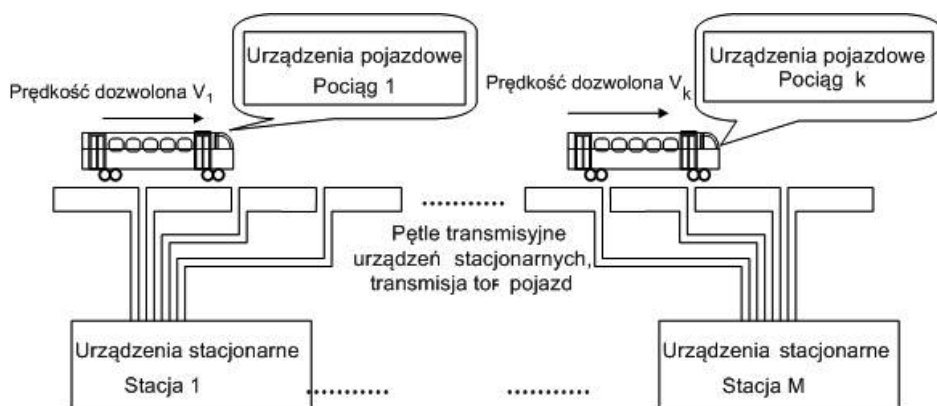 Urządzenia pojazdowe
Pociąg 1
Prędkość dozwolona V1
Urządzenia pojazdowe
Pociąg k
Prędkość dozwolona Vk
Pętle transmisyjne
urządzeń stacjonarnych,
transmisja toF pojazd
Urządzenia stacjonarne
Stacja 1
Urządzenia stacjonarne
Stacja M